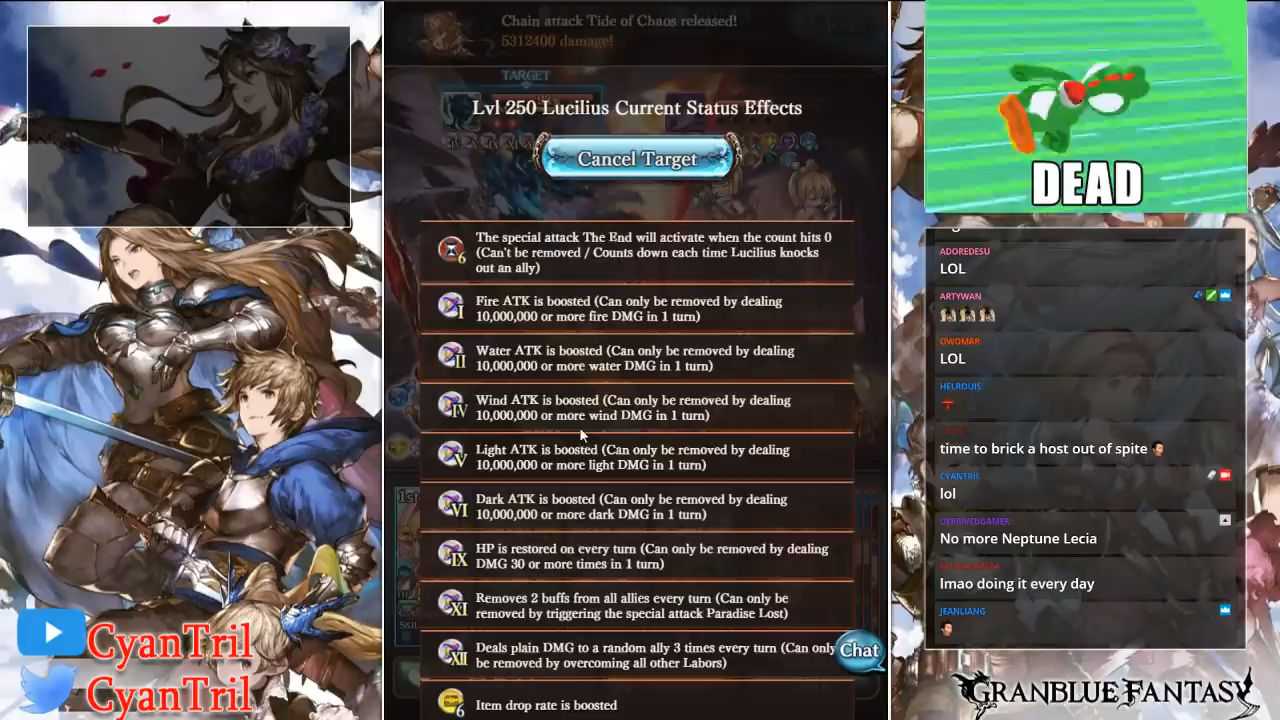 Chain attack Tide of Chaos released!
5312400 damage!
TARGET
Lvl 250 Lucilius Current Status Effects
Cancel Target
6
The special attack The End will activate when the count hits 0
(Can't be removed / Counts down each time Lucilius knocks
out an ally)
I
Fire ATK is boosted (Can only be removed by dealing
10,000,000 or more fire DMG in 1 turn)
II
Water ATK is boosted (Can only be removed by dealing
10,000,000 or more water DMG in 1 turn)
IV
Wind ATK is boosted (Can only be removed by dealing
10,000,000 or more wind DMG in 1 turn)
V
Light ATK is boosted (Can only be removed by dealing
10,000,000 or more light DMG in 1 turn)
VI
Dark ATK is boosted (Can only be removed by dealing
10,000,000 or more dark DMG in 1 turn)
IX
HP is restored on every turn (Can only be removed by dealing
DMG 30 or more times in 1 turn)
XI
Removes 2 buffs from all allies every turn (Can only be
removed by triggering the special attack Paradise Lost)
XII
Deals plain DMG to a random ally 3 times every turn (Can only
be removed by overcoming all other Labors)
6
Item drop rate is boosted
Chat
1st
DEAD
ADOREDESU
LOL
ARTYWAN
OWOMAR
LOL
HELROUIS
time to brick a host out of spite
CYANTRIL
lol
DEPRIVEDGAMER
No more Neptune Lecia
lmao doing it every day
JEANLIANG
CyanTril
CyanTril
GRANBLUE FANTASY